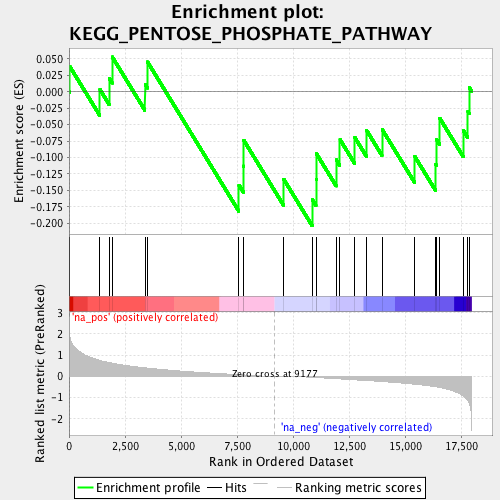 Enrichment plot:
KEGG_PENTOSE_PHOSPHATE_PATHWAY
Enrichment score (ES)
0.050
0.025
0.000
-0.025
-0.050
-0.075
-0.100
-0.125
-0.150
-0.175
-0.200
'na_pos' (positively correlated)
Ranked list metric (PreRanked)
3
2
1
0
-1
-2
Zero cross at 9177
'na_neg' (negatively correlated)
0
2,500
5,000
7,500
10,000
12,500
15,000
17,500
Rank in Ordered Dataset
Enrichment profile
Hits
Ranking metric scores